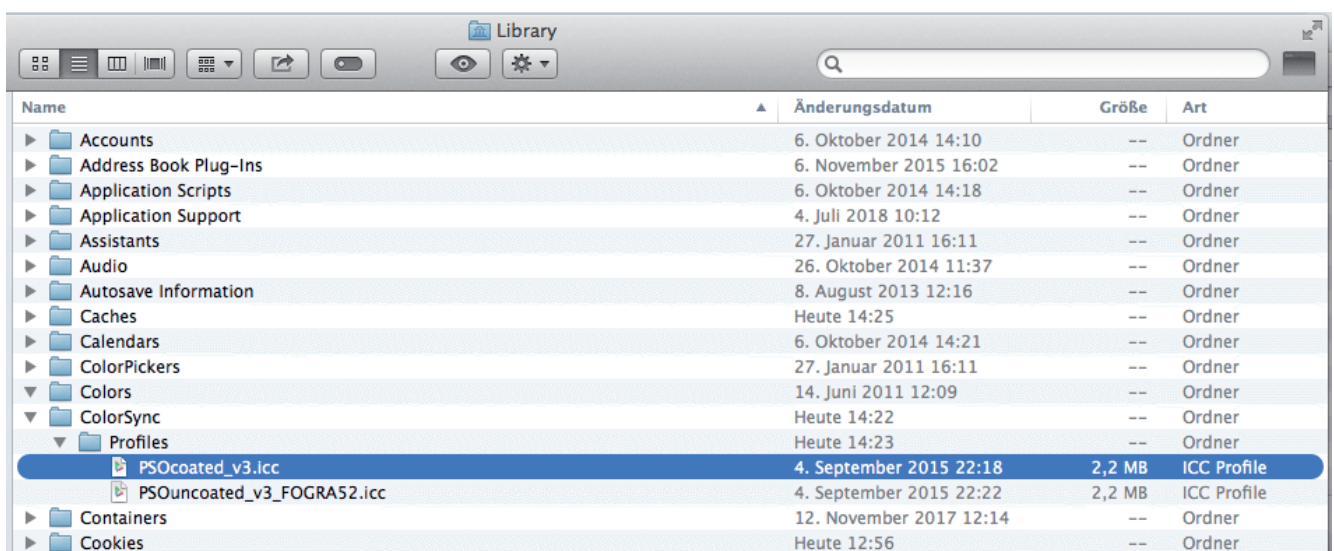 Library
Name Änderungsdatum Größe Art
Accounts 6. Oktober 2014 14:10 -- Ordner
Address Book Plug-Ins 6. November 2015 16:02 -- Ordner
Application Scripts 6. Oktober 2014 14:18 -- Ordner
Application Support 4. Juli 2018 10:12 -- Ordner
Assistants 27. Januar 2011 16:11 -- Ordner
Audio 26. Oktober 2014 11:37 -- Ordner
Autosave Information 8. August 2013 12:16 -- Ordner
Caches Heute 14:25 -- Ordner
Calendars 6. Oktober 2014 14:21 -- Ordner
ColorPickers 27. Januar 2011 16:11 -- Ordner
Colors 14. Juni 2011 12:09 -- Ordner
ColorSync Heute 14:22 -- Ordner
Profiles Heute 14:23 -- Ordner
PSOcoated_v3.icc 4. September 2015 22:18 2,2 MB ICC Profile
PSOuncoated_v3_FOGRA52.icc 4. September 2015 22:22 2,2 MB ICC Profile
Containers 12. November 2017 12:14 -- Ordner
Cookies Heute 12:56 -- Ordner